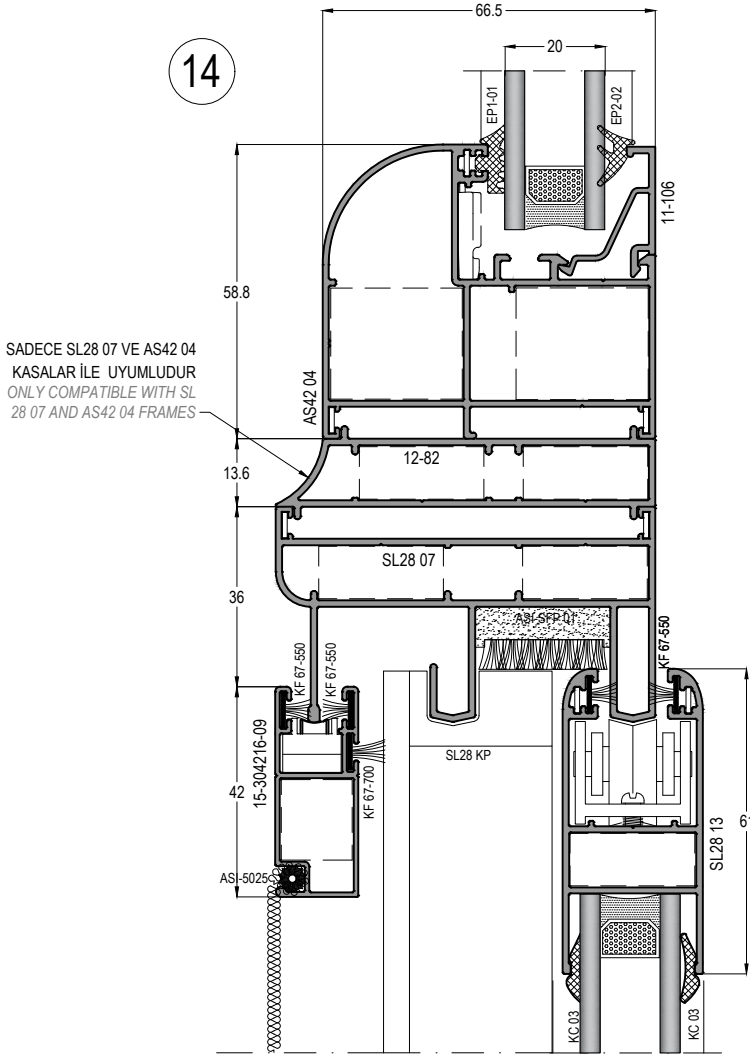 66.5
14
20
EP1-01
EP2-02
11-106
58.8
SADECE SL28 07 VE AS42 04
KASALAR İLE UYUMLUDUR
ONLY COMPATIBLE WITH SL
28 07 AND AS42 04 FRAMES
AS42 04
12-82
13.6
SL28 07
36
ASI-SFP 01
KF 67-550
KF 67-550
KF 67-550
15-304216-09
SL28 KP
42
KF 67-700
SL28 13
61
ASI-5025
KC 03
KC 03